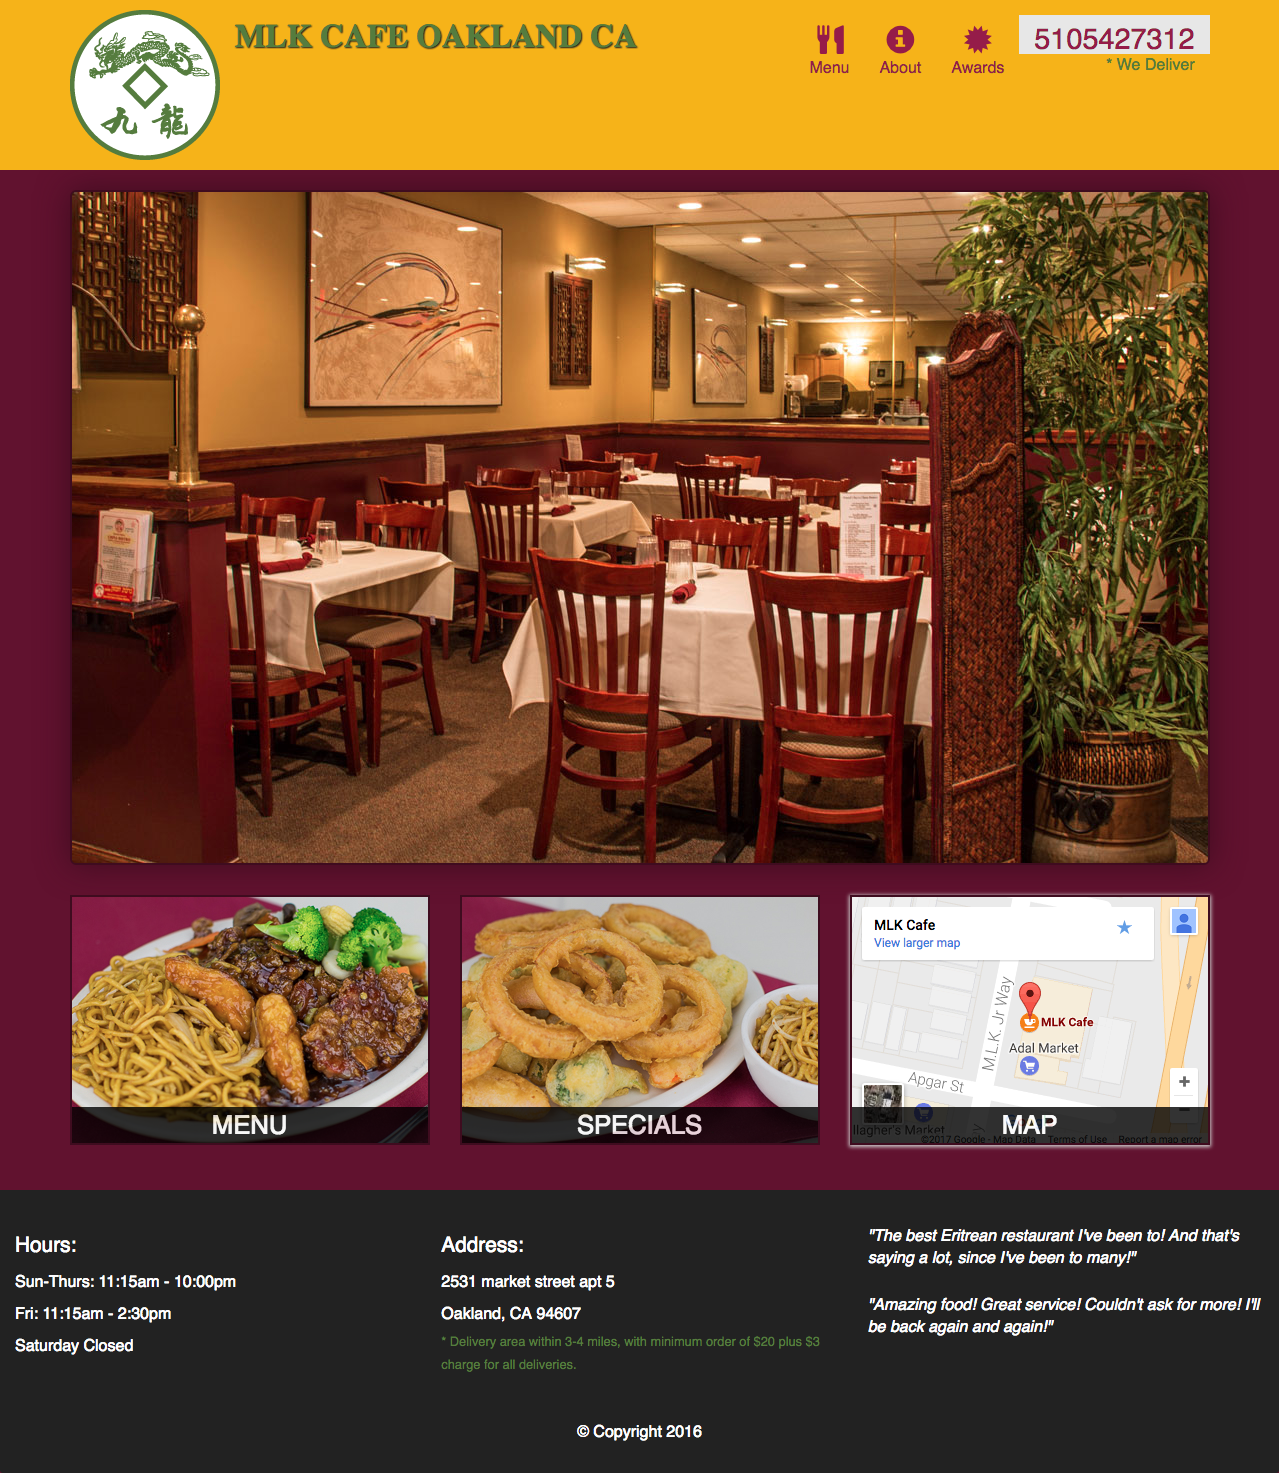 九 龍
MLK CAFE OAKLAND CA
Menu
About
Awards
5105427312
* We Deliver
MENU
SPECIALS
MLK Cafe
View larger map
M.L.K. Jr Way
MLK Cafe
Adal Market
Apgar St
llagher's Market
©2017 Google - Map Data Terms of Use Report a map error
MAP
Hours:
Sun-Thurs: 11:15am - 10:00pm
Fri: 11:15am - 2:30pm
Saturday Closed
Address:
2531 market street apt 5
Oakland, CA 94607
* Delivery area within 3-4 miles, with minimum order of $20 plus $3
charge for all deliveries.
"The best Eritrean restaurant I've been to! And that's
saying a lot, since I've been to many!"
"Amazing food! Great service! Couldn't ask for more! I'll
be back again and again!"
© Copyright 2016